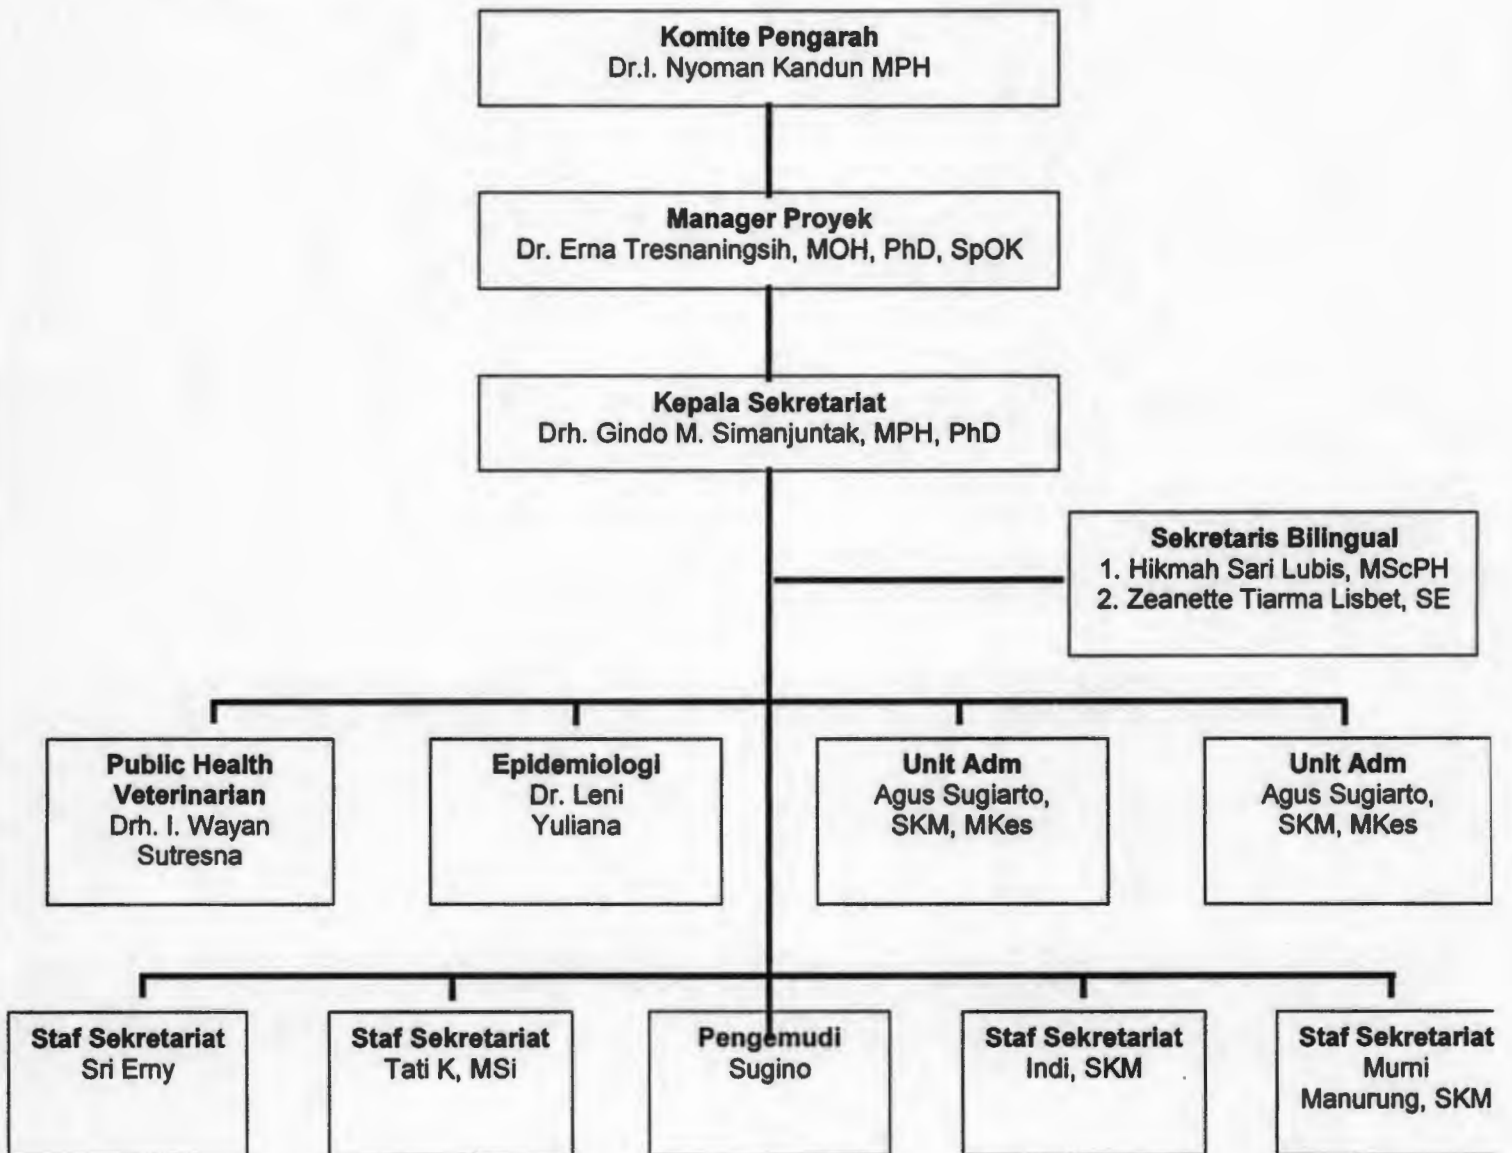 Komite Pengarah
Dr.I. Nyoman Kandun MPH
Manager Proyek
Dr. Erna Tresnaningsih, MOH, PhD, SpOK
Kepala Sekretariat
Drh. Gindo M. Simanjuntak, MPH, PhD
Sekretaris Bilingual
1. Hikmah Sari Lubis, MScPH
2. Zeanette Tiarma Lisbet, SE
Public Health
Veterinarian
Drh. I. Wayan
Sutresna
Epidemiologi
Dr. Leni
Yuliana
Unit Adm
Agus Sugiarto,
SKM, MKes
Unit Adm
Agus Sugiarto,
SKM, MKes
Staf Sekretariat
Sri Erny
Staf Sekretariat
Tati K, MSi
Pengemudi
Sugino
Staf Sekretariat
Indi, SKM
Staf Sekretariat
Murni
Manurung, SKM